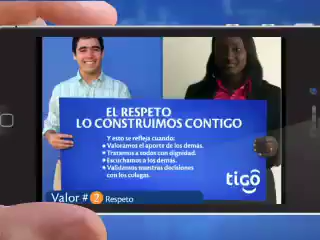 EL RESPETO
LO CONSTRUIMOS CONTIGO
Y esto se refleja cuando:
Valoramos el aporte de los demás.
Tratamos a todos con dignidad.
Escuchamos a los demás.
Validamos nuestras decisiones
con los colegas.
tigo
Valor # 2 Respeto